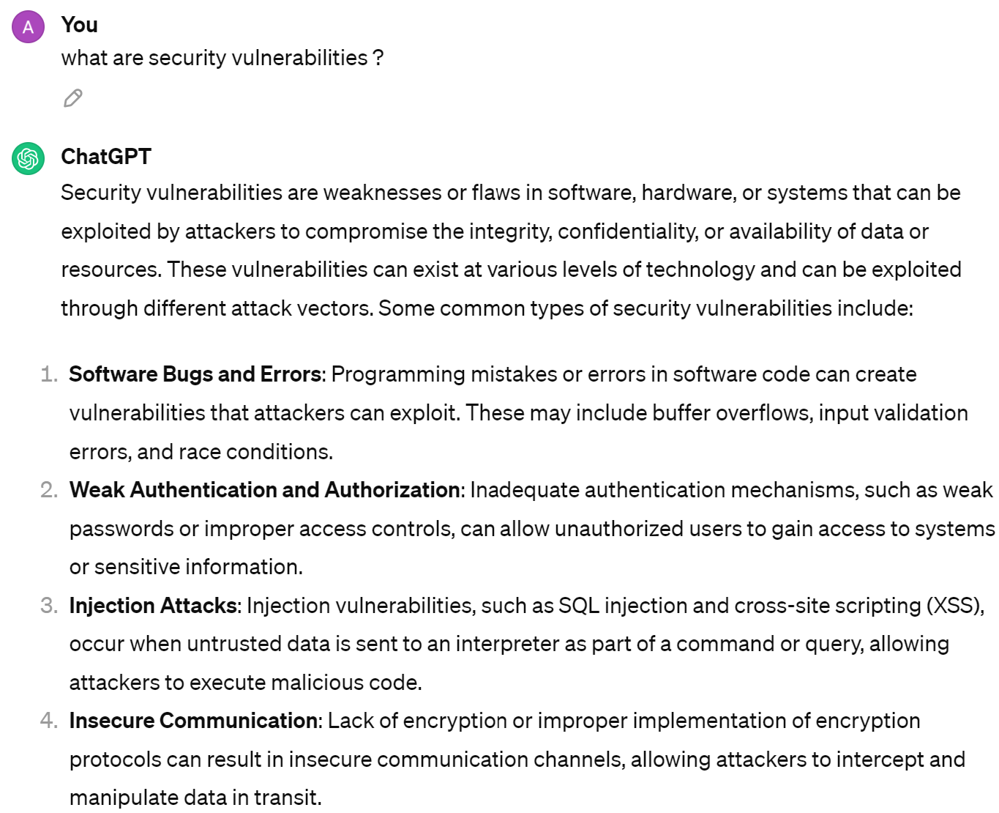 A
You
what are security vulnerabilities ?
ChatGPT
Security vulnerabilities are weaknesses or flaws in software, hardware, or systems that can be
exploited by attackers to compromise the integrity, confidentiality, or availability of data or
resources. These vulnerabilities can exist at various levels of technology and can be exploited
through different attack vectors. Some common types of security vulnerabilities include:
1. Software Bugs and Errors: Programming mistakes or errors in software code can create
vulnerabilities that attackers can exploit. These may include buffer overflows, input validation
errors, and race conditions.
2. Weak Authentication and Authorization: Inadequate authentication mechanisms, such as weak
passwords or improper access controls, can allow unauthorized users to gain access to systems
or sensitive information.
3. Injection Attacks: Injection vulnerabilities, such as SQL injection and cross-site scripting (XSS),
occur when untrusted data is sent to an interpreter as part of a command or query, allowing
attackers to execute malicious code.
4. Insecure Communication: Lack of encryption or improper implementation of encryption
protocols can result in insecure communication channels, allowing attackers to intercept and
manipulate data in transit.